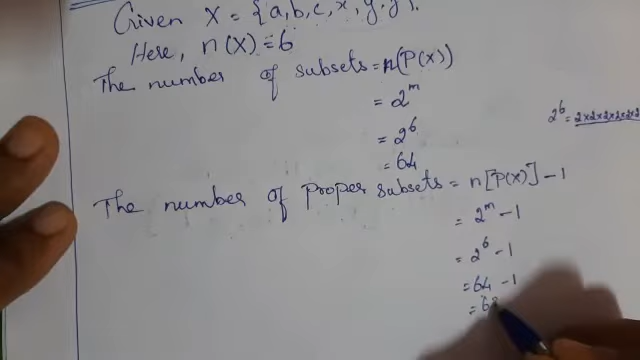 Given X = {a, b, c, x, y, z}.
Here, n(X) = 6
The number of subsets = n(P(X))
= 2^m
= 2^6
2^6 = 2×2×2×2×2×2
= 64
The number of Proper subsets = n[P(X)] - 1
= 2^m - 1
= 2^6 - 1
= 64 - 1
= 6